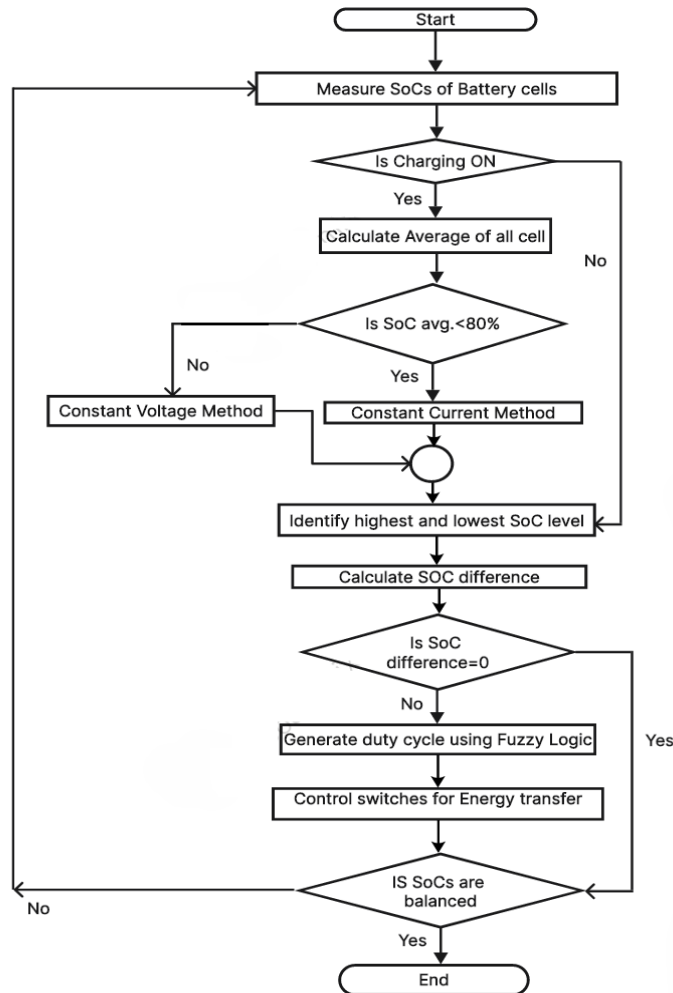 Start
Measure SoCs of Battery cells
Is Charging ON
Yes
Calculate Average of all cell
No
Is SoC avg.<80%
No
Yes
Constant Voltage Method
Constant Current Method
Identify highest and lowest SoC level
Calculate SOC difference
Is SoC
difference=0
No
Generate duty cycle using Fuzzy Logic
Yes
Control switches for Energy transfer
IS SoCs are
balanced
No
Yes
End